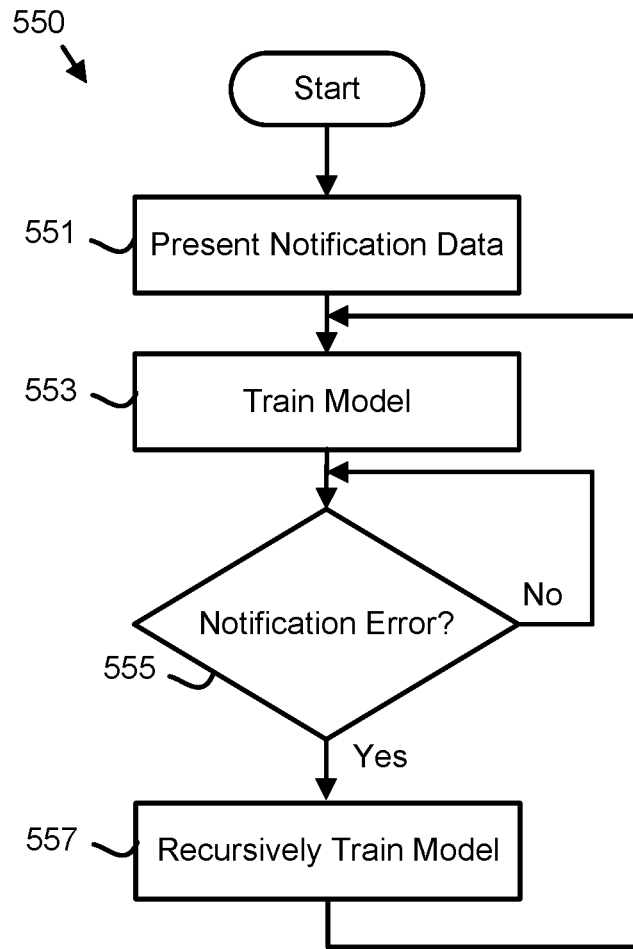 550
Start
551
Present Notification Data
553
Train Model
Notification Error?
No
555
Yes
557
Recursively Train Model